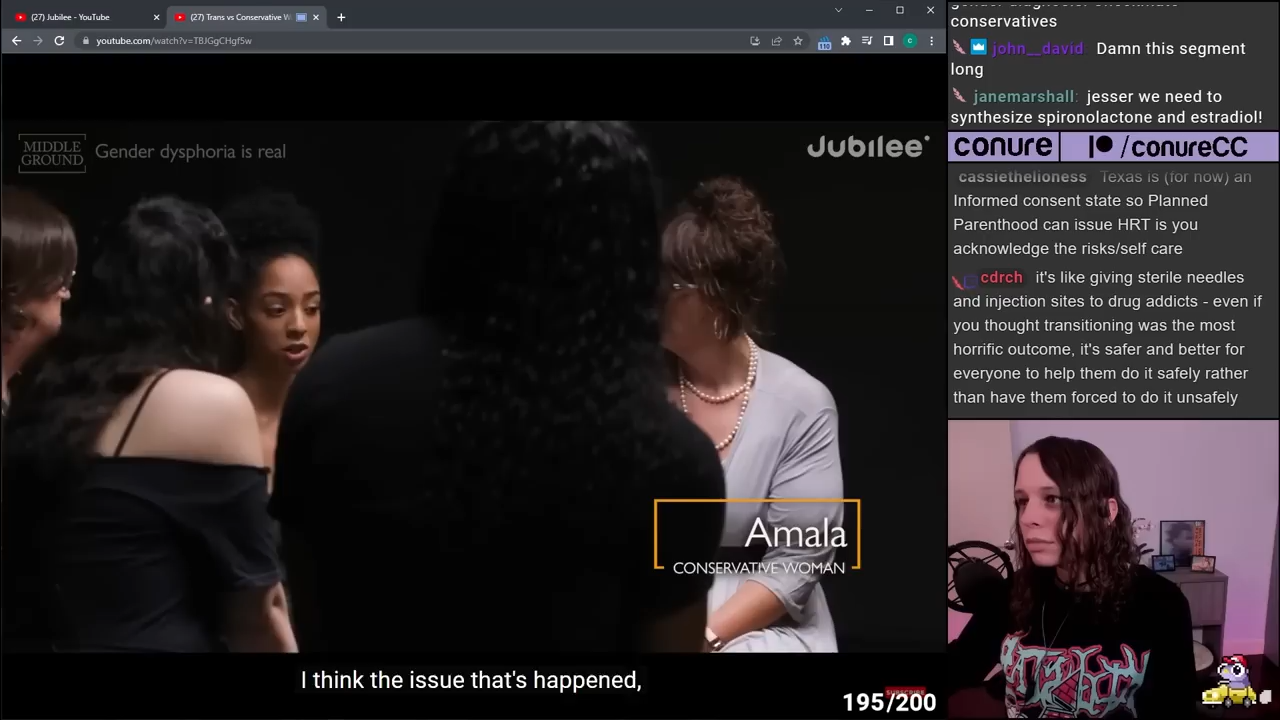 (27) Jubilee - YouTube
(27) Trans vs Conservative W
youtube.com/watch?v=TBJGgCHgf5w
MIDDLE
GROUND
Gender dysphoria is real
Jubilee
Amala
CONSERVATIVE WOMAN
I think the issue that's happened,
SUBSCRIBE
195/200
conservatives
john__david: Damn this segment
long
janemarshall: jesser we need to
synthesize spironolactone and estradiol!
conure
/conureCC
cassiethelioness Texas is (for now) an
Informed consent state so Planned
Parenthood can issue HRT is you
acknowledge the risks/self care
cdrch it's like giving sterile needles
and injection sites to drug addicts - even if
you thought transitioning was the most
horrific outcome, it's safer and better for
everyone to help them do it safely rather
than have them forced to do it unsafely